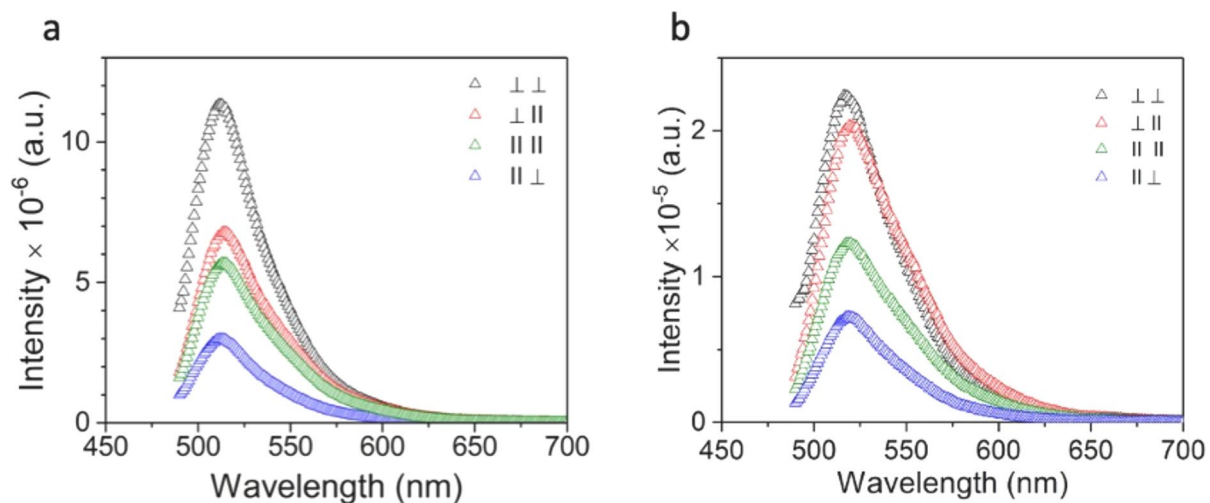 a
Intensity × 10⁻⁶ (a.u.)
10
5
0
⊥ ⊥
⊥ ||
|| ||
|| ⊥
450 500 550 600 650 700
Wavelength (nm)
b
Intensity ×10⁻⁵ (a.u.)
2
1
0
⊥ ⊥
⊥ ||
|| ||
|| ⊥
450 500 550 600 650 700
Wavelength (nm)